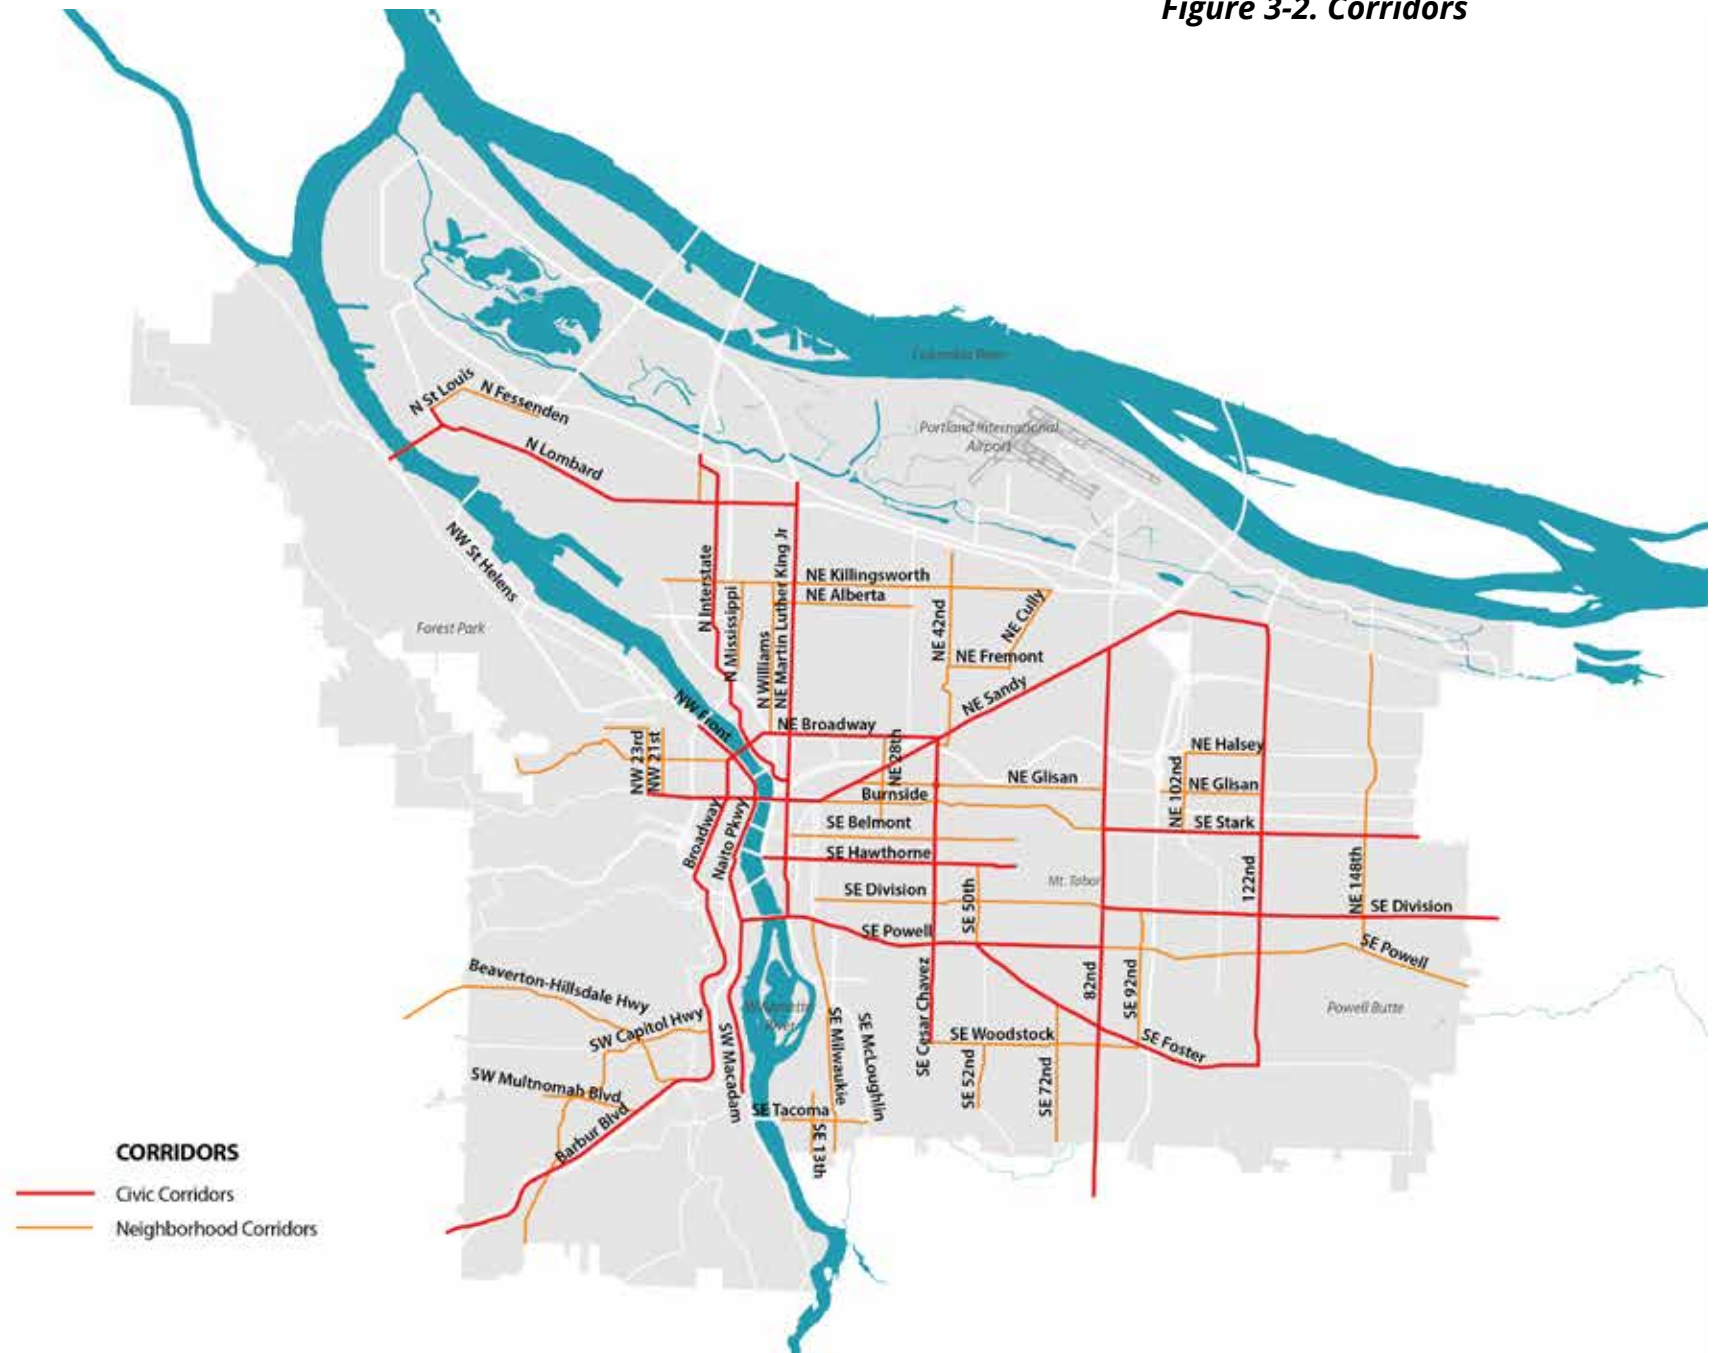 Figure 3-2. Corridors
Columbia River
Portland International
Airport
N St Louis
N Fessenden
N Lombard
NW St Helens
Forest Park
N Interstate
N Mississippi
N Williams
NE Martin Luther King Jr
NE Killingsworth
NE Alberta
NE 42nd
NE Cully
NE Fremont
NE Sandy
NW Front
NE Broadway
NE 28th
NW 23rd
NW 21st
NE Halsey
NE 102nd
NE Glisan
NE Glisan
Burnside
Broadway
Naito Pkwy
SE Belmont
SE Stark
SE Hawthorne
Mt. Tabor
122nd
NE 148th
SE Division
SE 50th
SE Division
SE Powell
SE Powell
Beaverton-Hillsdale Hwy
SW Capitol Hwy
SW Multnomah Blvd
Barbur Blvd
SW Macadam
Willamette
River
SE Milwaukie
SE McLoughlin
SE Cesar Chavez
82nd
SE 92nd
Powell Butte
SE Woodstock
SE Foster
SE 52nd
SE 72nd
SE Tacoma
SE 13th
CORRIDORS
Civic Corridors
Neighborhood Corridors